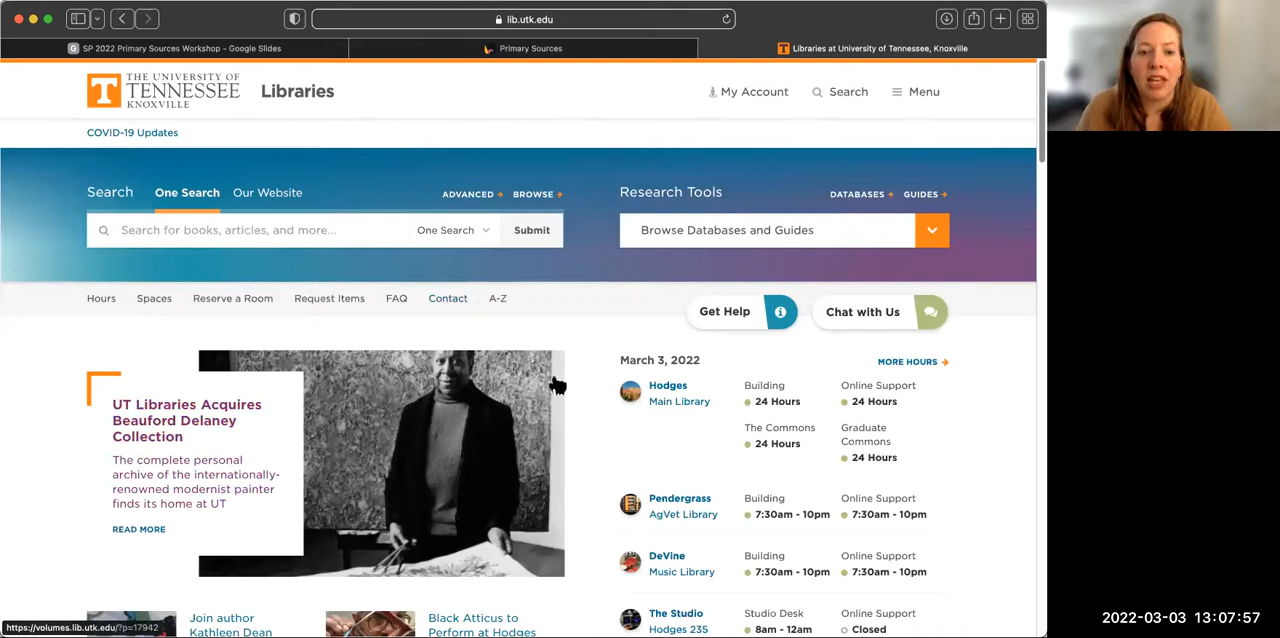 lib.utk.edu
SP 2022 Primary Sources Workshop - Google Slides
Primary Sources
Libraries at University of Tennessee, Knoxville
THE UNIVERSITY OF
TENNESSEE
KNOXVILLE
Libraries
My Account
Search
Menu
COVID-19 Updates
Search
One Search
Our Website
ADVANCED
BROWSE
Search for books, articles, and more...
One Search
Submit
Research Tools
DATABASES
GUIDES
Browse Databases and Guides
Hours
Spaces
Reserve a Room
Request Items
FAQ
Contact
A-Z
Get Help
Chat with Us
UT Libraries Acquires
Beauford Delaney
Collection
The complete personal
archive of the internationally-
renowned modernist painter
finds its home at UT
READ MORE
March 3, 2022
MORE HOURS
Hodges
Main Library
Building
24 Hours
Online Support
24 Hours
The Commons
24 Hours
Graduate
Commons
24 Hours
Pendergrass
AgVet Library
Building
7:30am - 10pm
Online Support
7:30am - 10pm
DeVine
Music Library
Building
7:30am - 10pm
Online Support
7:30am - 10pm
The Studio
Hodges 235
Studio Desk
8am - 12am
Online Support
Closed
Join author
Kathleen Dean
Black Atticus to
Perform at Hodges
https://volumes.lib.utk.edu/?p=17942
2022-03-03 13:07:57